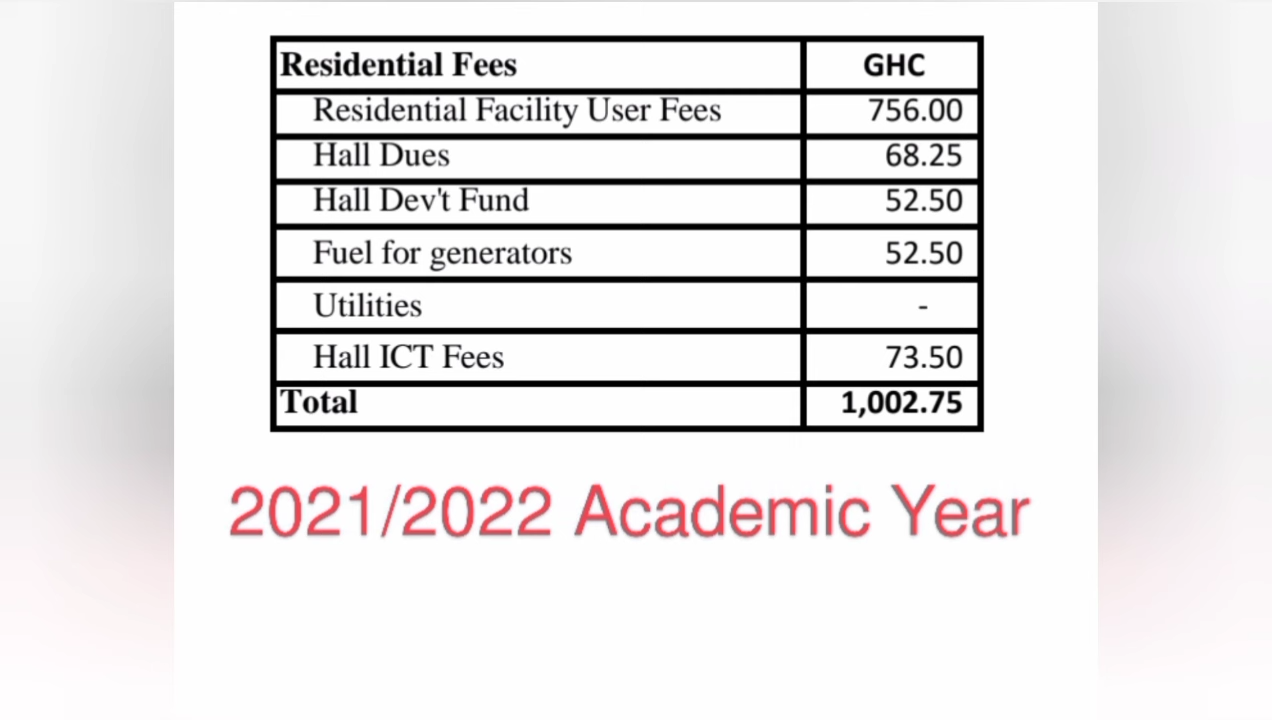 Residential Fees GHC
Residential Facility User Fees 756.00
Hall Dues 68.25
Hall Dev't Fund 52.50
Fuel for generators 52.50
Utilities -
Hall ICT Fees 73.50
Total 1,002.75
2021/2022 Academic Year